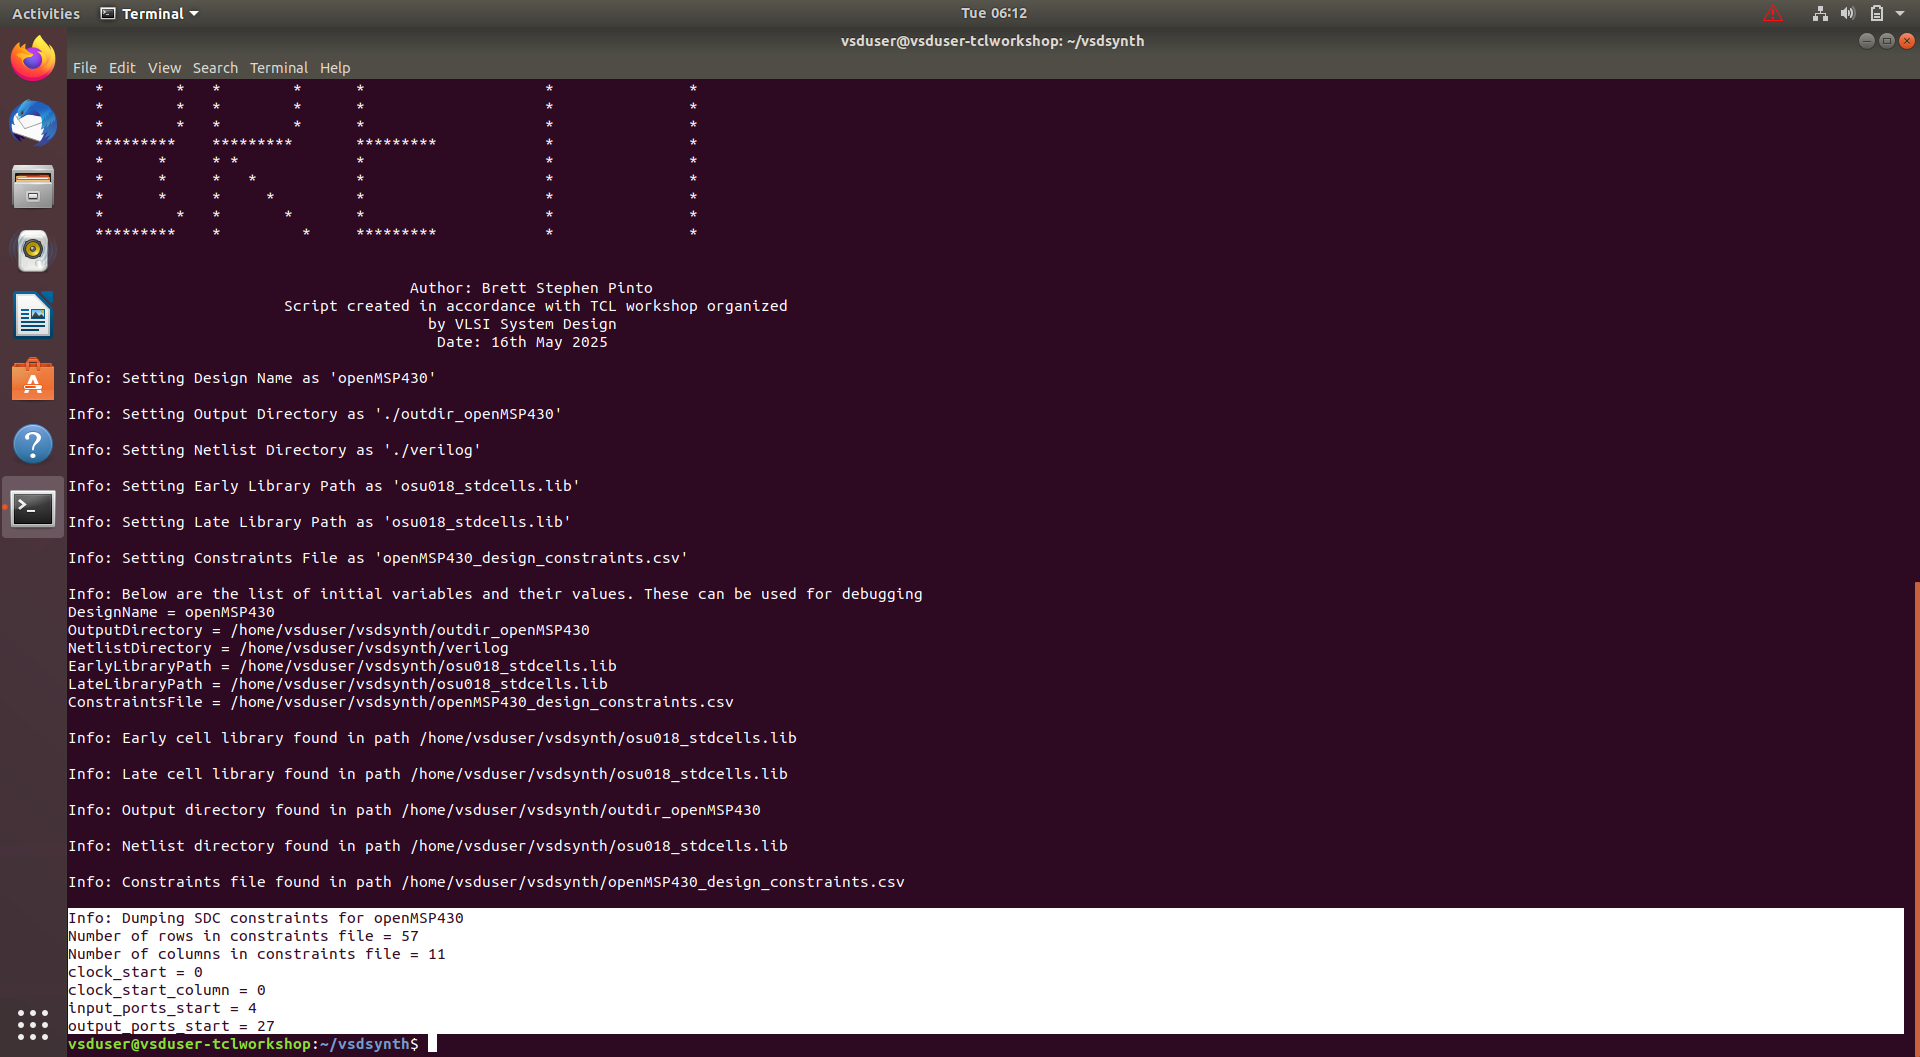 Activities Terminal Tue 06:12
vsduser@vsduser-tclworkshop: ~/vsdsynth
File Edit View Search Terminal Help
* * * * * * *
* * * * * * *
* * * * * * *
********* ********* ********* * *
* * * * * * *
* * * * * * *
* * * * * * *
* * * * * * *
********* * * ********* * *
Author: Brett Stephen Pinto
Script created in accordance with TCL workshop organized
by VLSI System Design
Date: 16th May 2025
Info: Setting Design Name as 'openMSP430'
Info: Setting Output Directory as './outdir_openMSP430'
Info: Setting Netlist Directory as './verilog'
Info: Setting Early Library Path as 'osu018_stdcells.lib'
Info: Setting Late Library Path as 'osu018_stdcells.lib'
Info: Setting Constraints File as 'openMSP430_design_constraints.csv'
Info: Below are the list of initial variables and their values. These can be used for debugging
DesignName = openMSP430
OutputDirectory = /home/vsduser/vsdsynth/outdir_openMSP430
NetlistDirectory = /home/vsduser/vsdsynth/verilog
EarlyLibraryPath = /home/vsduser/vsdsynth/osu018_stdcells.lib
LateLibraryPath = /home/vsduser/vsdsynth/osu018_stdcells.lib
ConstraintsFile = /home/vsduser/vsdsynth/openMSP430_design_constraints.csv
Info: Early cell library found in path /home/vsduser/vsdsynth/osu018_stdcells.lib
Info: Late cell library found in path /home/vsduser/vsdsynth/osu018_stdcells.lib
Info: Output directory found in path /home/vsduser/vsdsynth/outdir_openMSP430
Info: Netlist directory found in path /home/vsduser/vsdsynth/osu018_stdcells.lib
Info: Constraints file found in path /home/vsduser/vsdsynth/openMSP430_design_constraints.csv
Info: Dumping SDC constraints for openMSP430
Number of rows in constraints file = 57
Number of columns in constraints file = 11
clock_start = 0
clock_start_column = 0
input_ports_start = 4
output_ports_start = 27
vsduser@vsduser-tclworkshop:~/vsdsynth$